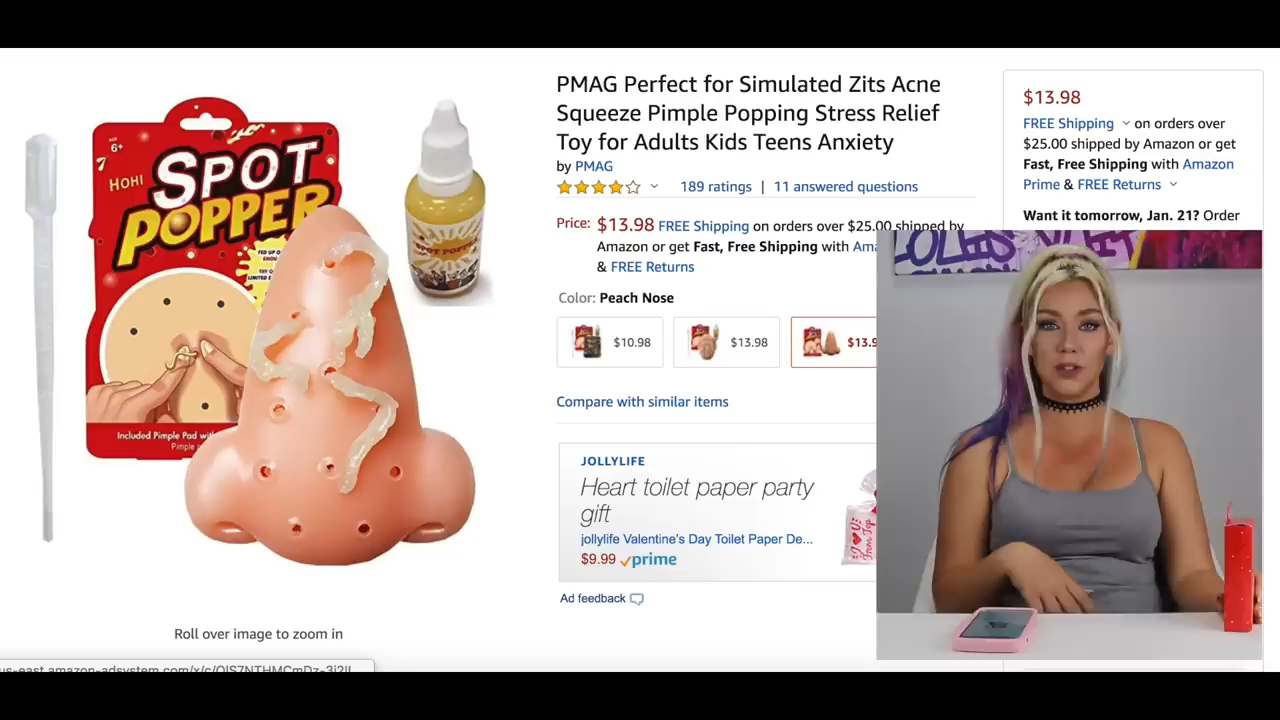 AGE
6+
HOHI
SPOT
POPPER
Included Pimple Pad
SPOT
Roll over image to zoom in
PMAG Perfect for Simulated Zits Acne
Squeeze Pimple Popping Stress Relief
Toy for Adults Kids Teens Anxiety
by PMAG
189 ratings | 11 answered questions
Price: $13.98 FREE Shipping on orders over $25.00 shipped by
Amazon or get Fast, Free Shipping with
& FREE Returns
Color: Peach Nose
$10.98
$13.98
Compare with similar items
JOLLYLIFE
Heart toilet paper party
gift
jollylife Valentine's Day Toilet Paper De...
$9.99 prime
Ad feedback
$13.98
FREE Shipping on orders over
$25.00 shipped by Amazon or get
Fast, Free Shipping with Amazon
Prime & FREE Returns
Want it tomorrow, Jan. 21? Order